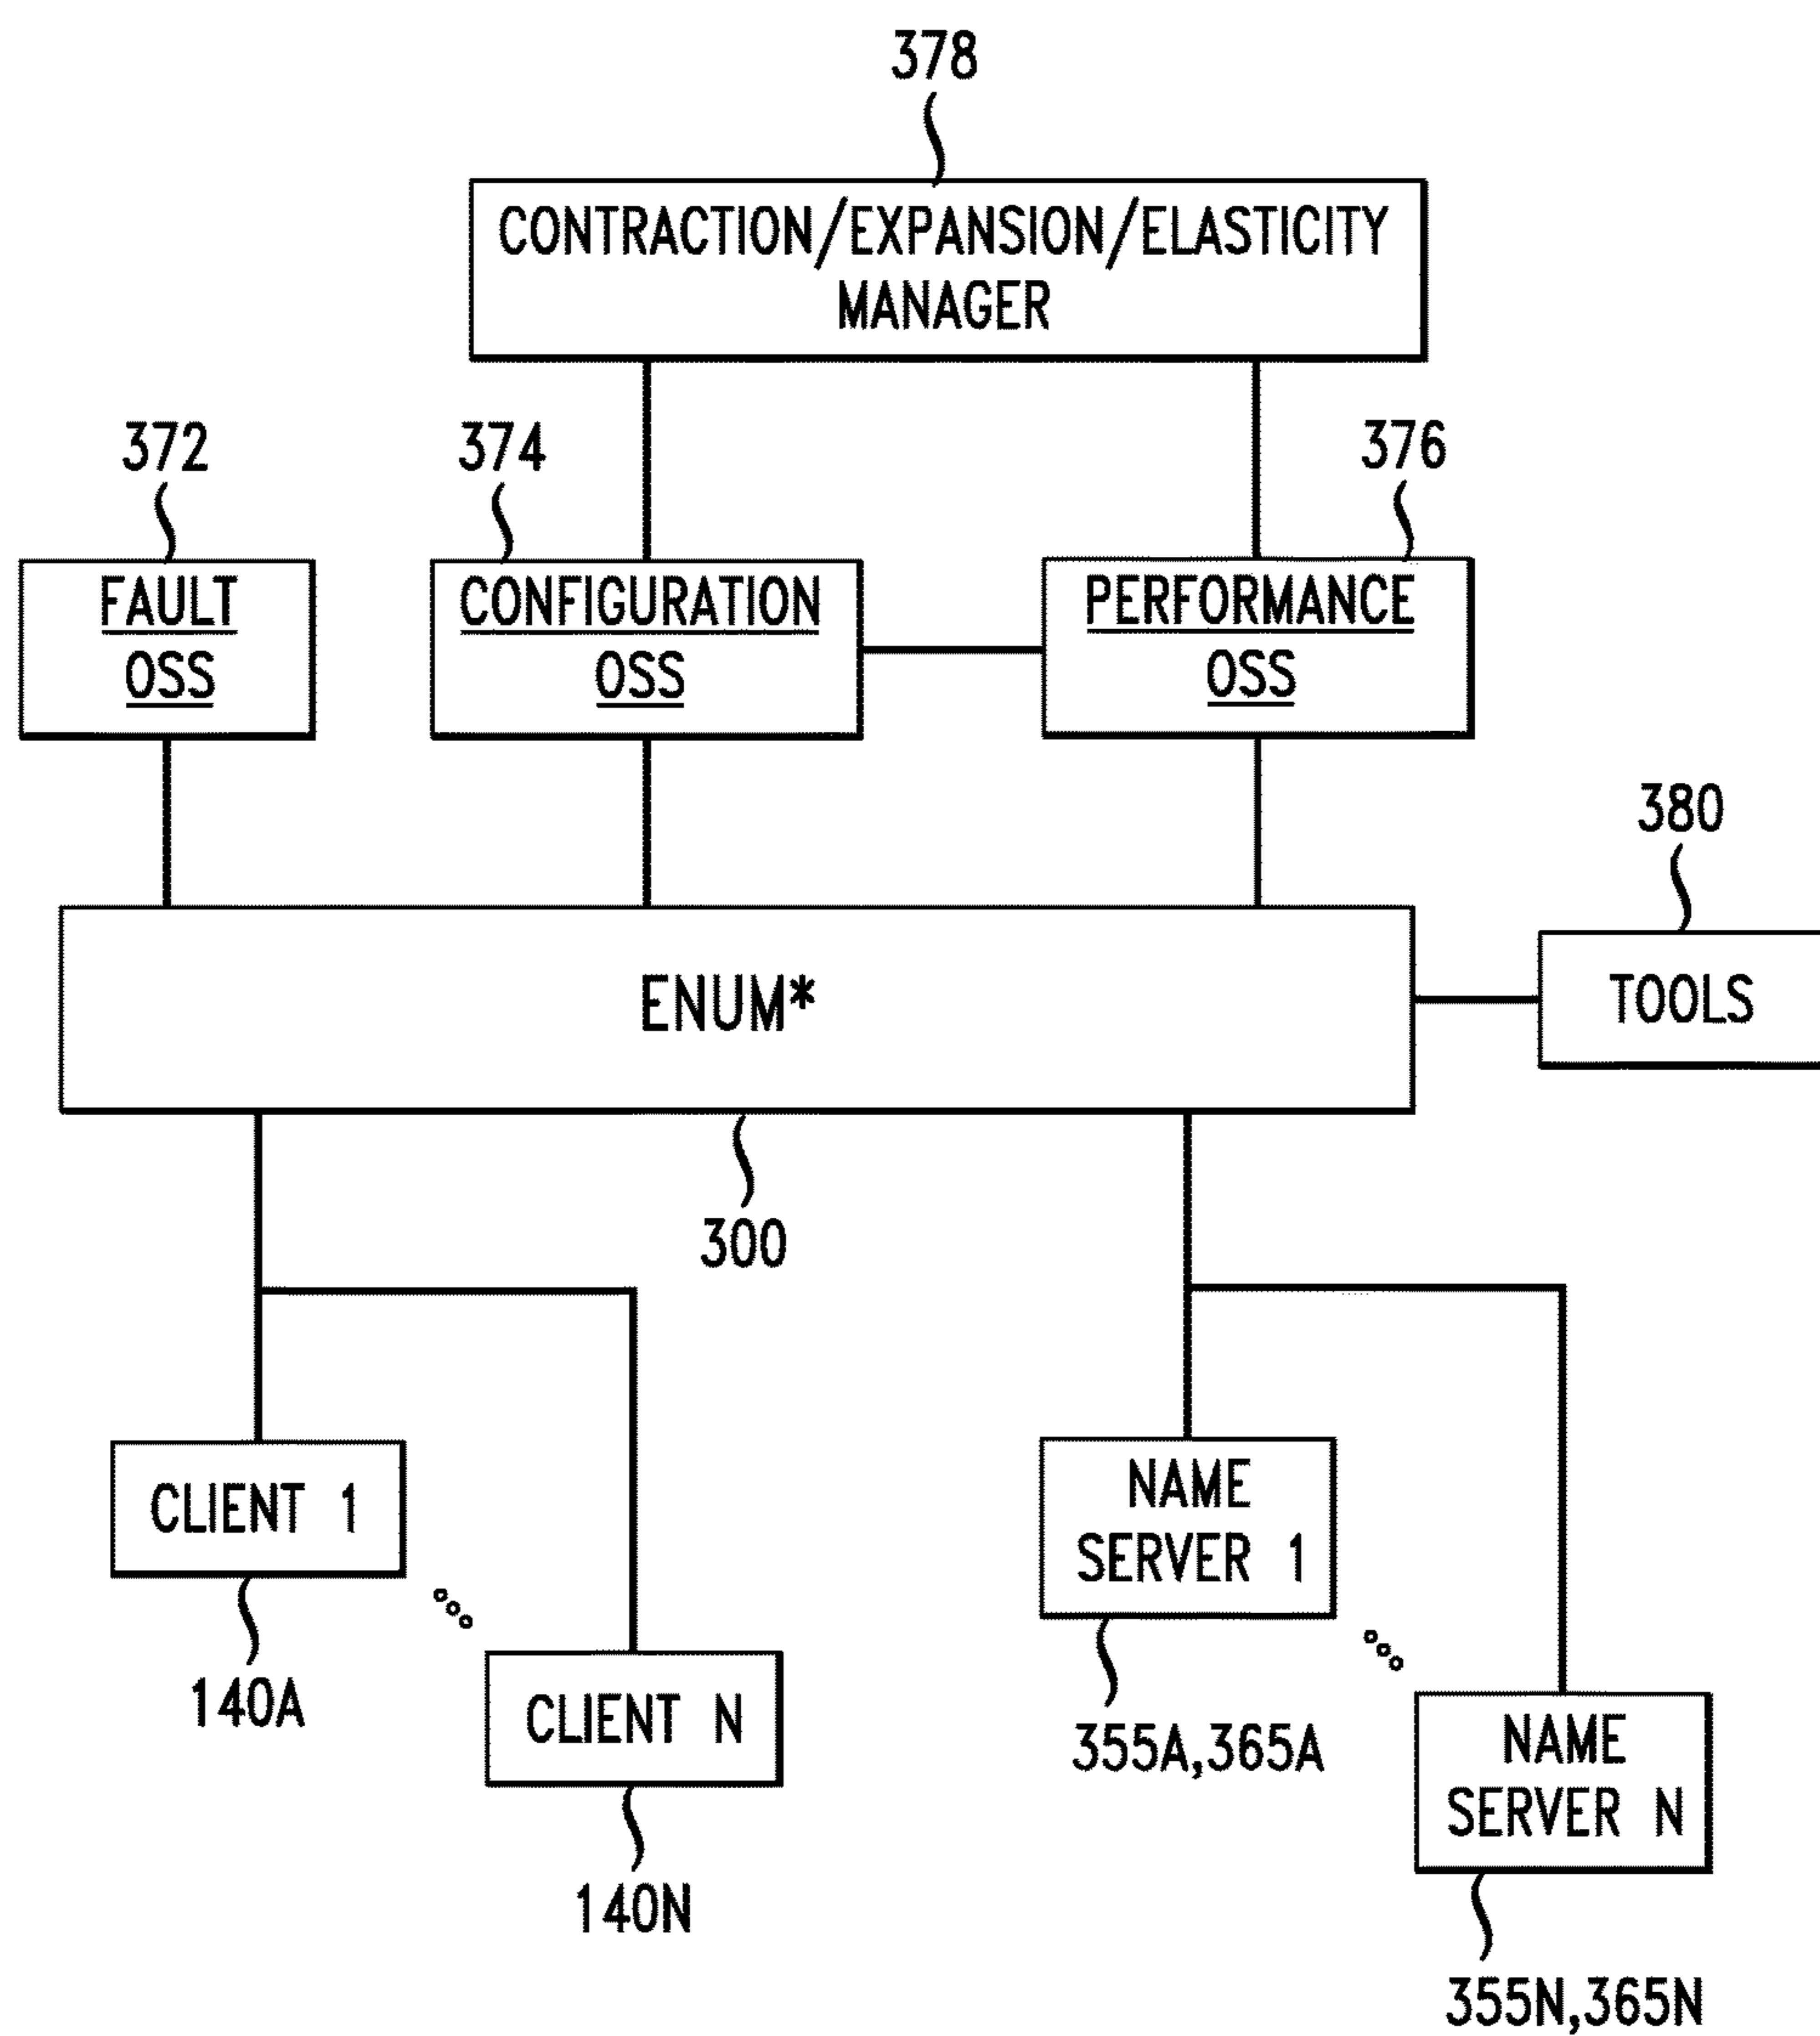 378
CONTRACTION/EXPANSION/ELASTICITY
MANAGER
372
374
376
FAULT
OSS
CONFIGURATION
OSS
PERFORMANCE
OSS
380
ENUM*
TOOLS
300
CLIENT 1
NAME
SERVER 1
140A
CLIENT N
355A,365A
NAME
SERVER N
140N
355N,365N